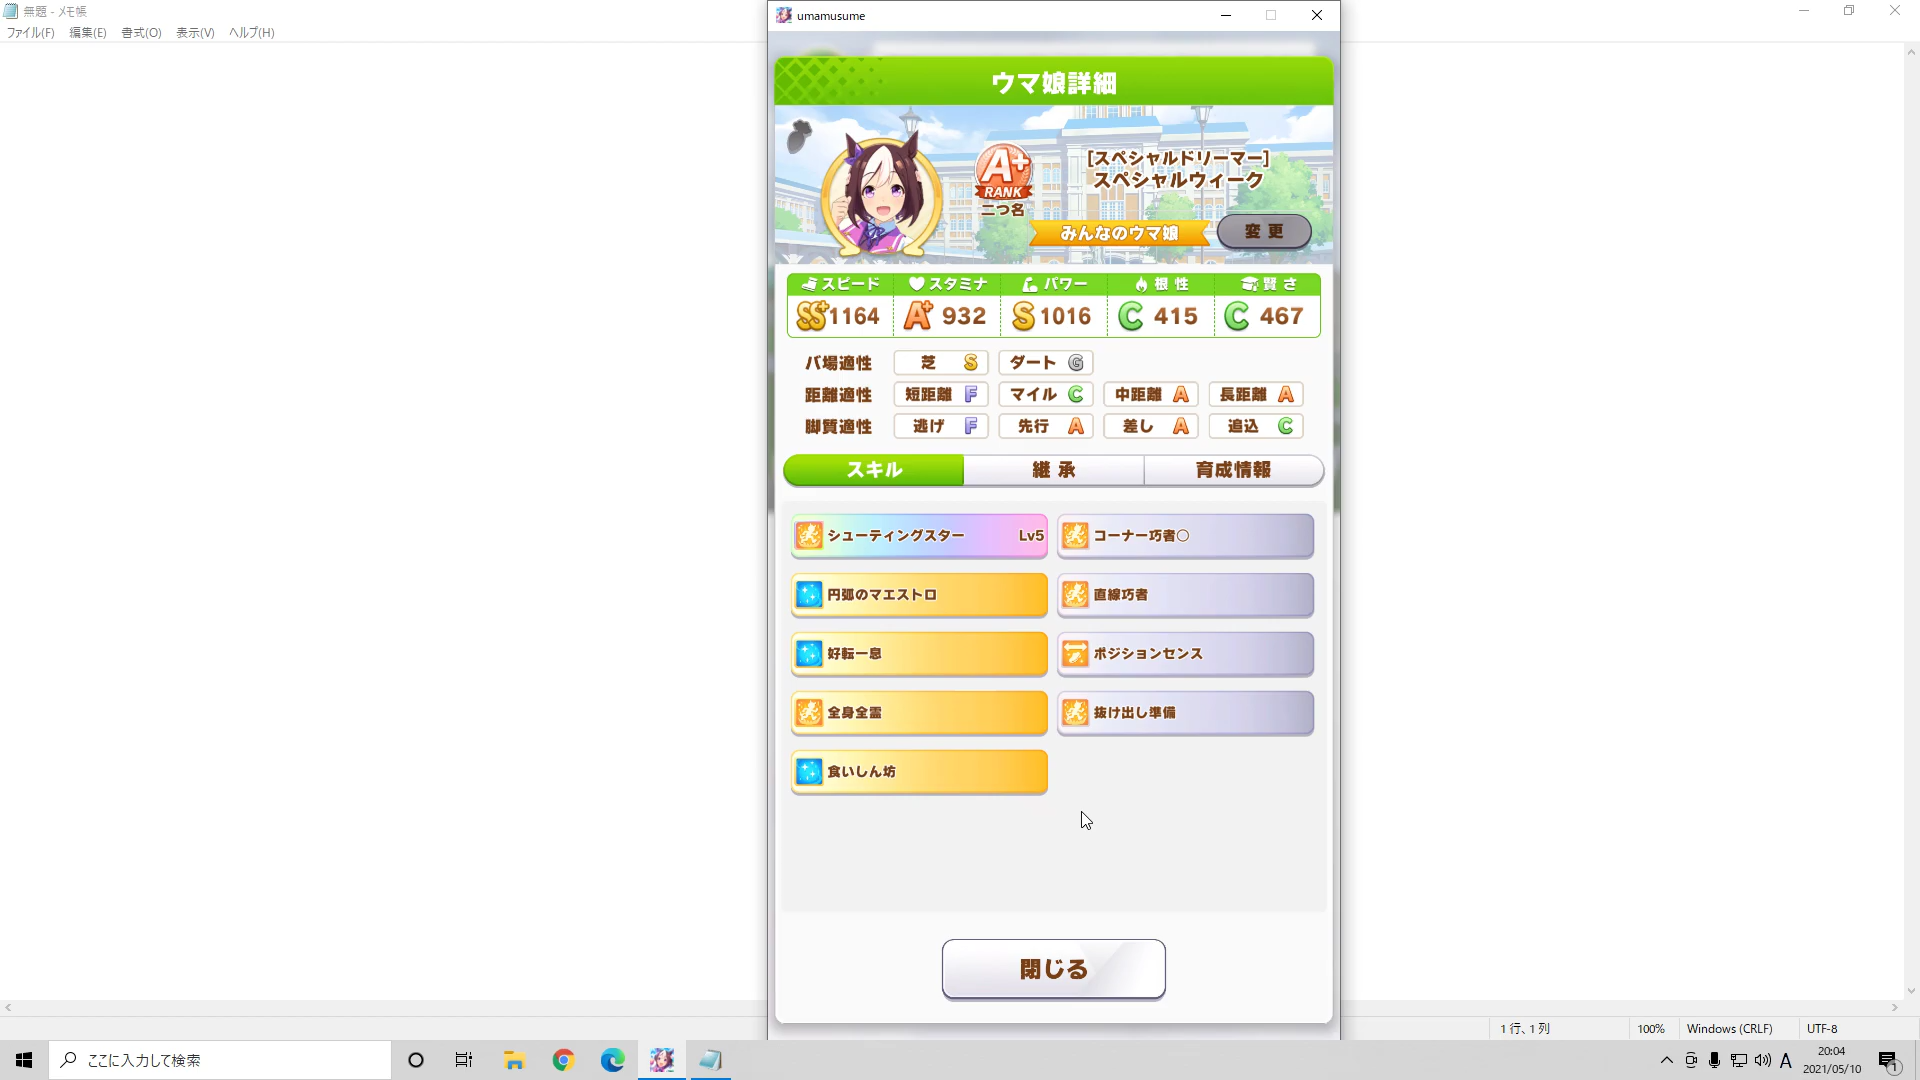 無題 - メモ帳
ファイル(F) 編集(E) 書式(O) 表示(V) ヘルプ(H)
umamusume
ウマ娘詳細
A+
RANK
[スペシャルドリーマー]
スペシャルウィーク
二つ名
みんなのウマ娘 変更
スピード スタミナ パワー 根性 賢さ
SS+ 1164 A+ 932 S 1016 C 415 C 467
バ場適性 芝 S ダート G
距離適性 短距離 F マイル C 中距離 A 長距離 A
脚質適性 逃げ F 先行 A 差し A 追込 C
スキル 継承 育成情報
シューティングスター Lv5 コーナー巧者○
円弧のマエストロ 直線巧者
好転一息 ポジションセンス
全身全霊 抜け出し準備
食いしん坊
閉じる
1 行、1 列 100% Windows (CRLF) UTF-8
ここに入力して検索
A
20:04
2021/05/10
1